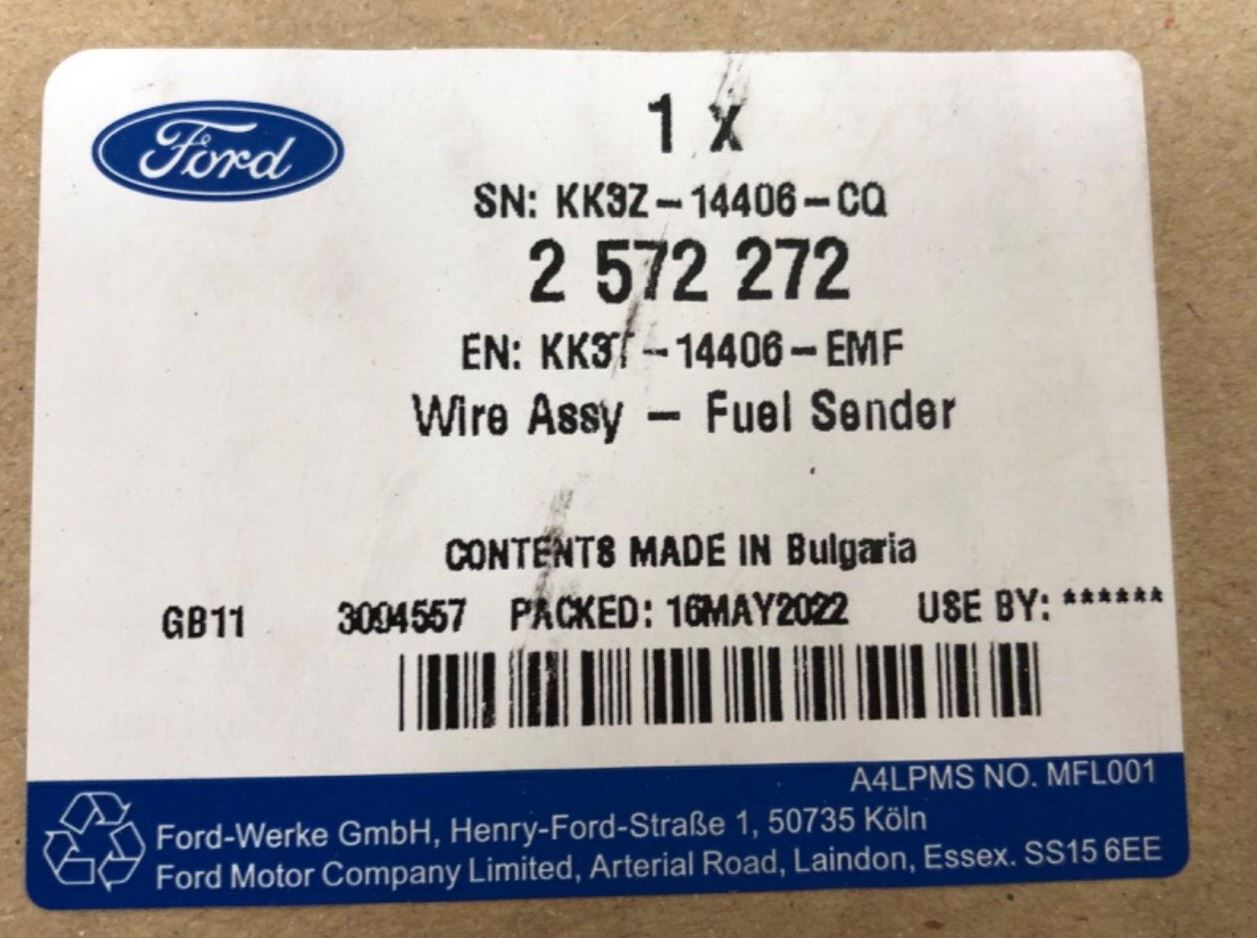 Ford
1 x
SN: KK3Z-14406-CQ
2 572 272
EN: KK3T-14406-EMF
Wire Assy - Fuel Sender
CONTENTS MADE IN Bulgaria
GB11 3094557 PACKED: 16MAY2022 USE BY: ******
A4LPMS NO. MFL001
Ford-Werke GmbH, Henry-Ford-Straße 1, 50735 Köln
Ford Motor Company Limited, Arterial Road, Laindon, Essex. SS15 6EE